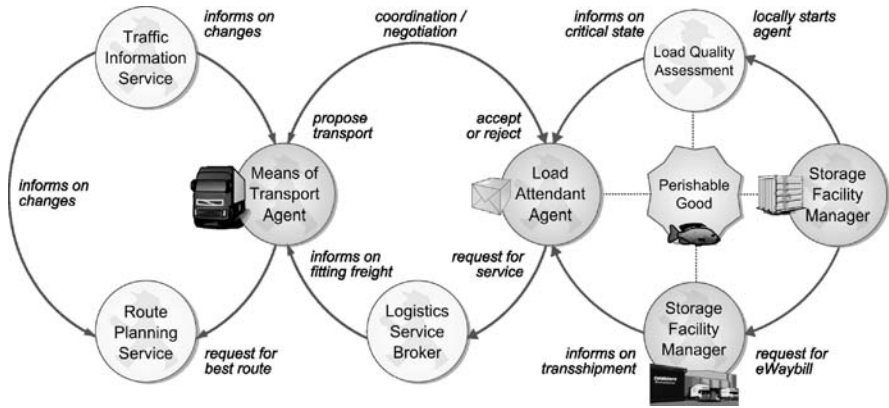 informs on
changes
coordination /
negotiation
informs on
critical state
locally starts
agent
Traffic
Information
Service
Load Quality
Assessment
propose
transport
accept
or reject
informs on
changes
Means of
Transport
Agent
Load
Attendant
Agent
Perishable
Good
Storage
Facility
Manager
informs on
fitting freight
request for
service
Route
Planning
Service
Logistics
Service
Broker
Storage
Facility
Manager
request for
best route
informs on
transshipment
request for
eWaybill